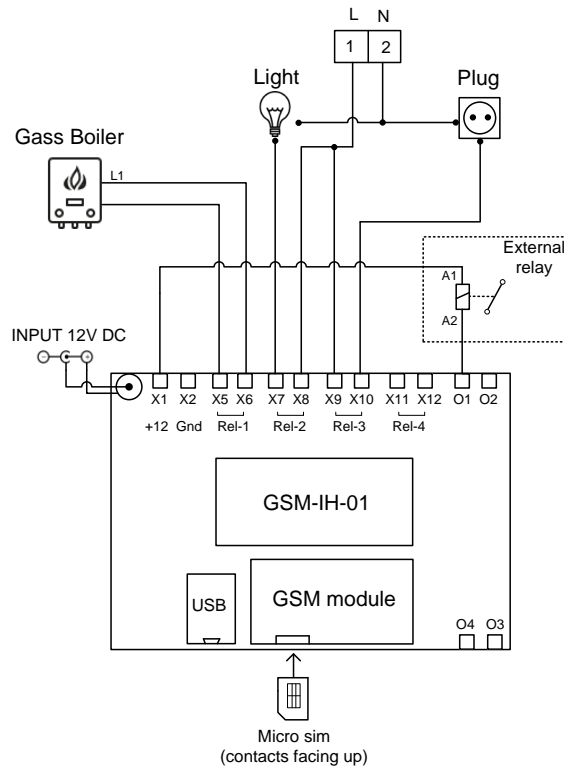 L N
1 2
Light
Plug
Gass Boiler
L1
External
relay
A1
A2
INPUT 12V DC
- +
X1 X2 X5 X6 X7 X8 X9 X10 X11 X12 O1 O2
+12 Gnd Rel-1 Rel-2 Rel-3 Rel-4
GSM-IH-01
USB
GSM module
O4 O3
Micro sim
(contacts facing up)